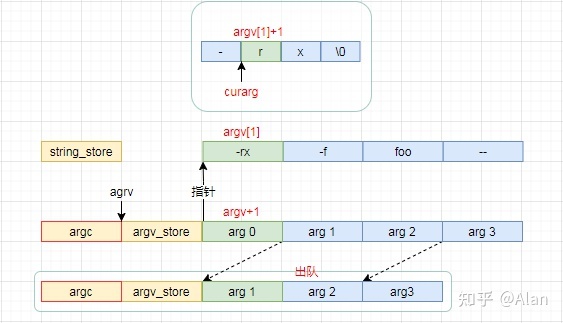 argv[1]+1
- r x \0
curarg
argv[1]
string_store -rx -f foo --
agrv 指针
argv+1
argc argv_store arg 0 arg 1 arg 2 arg 3
出队
argc argv_store arg 1 arg 2 arg3
知乎 @Alan